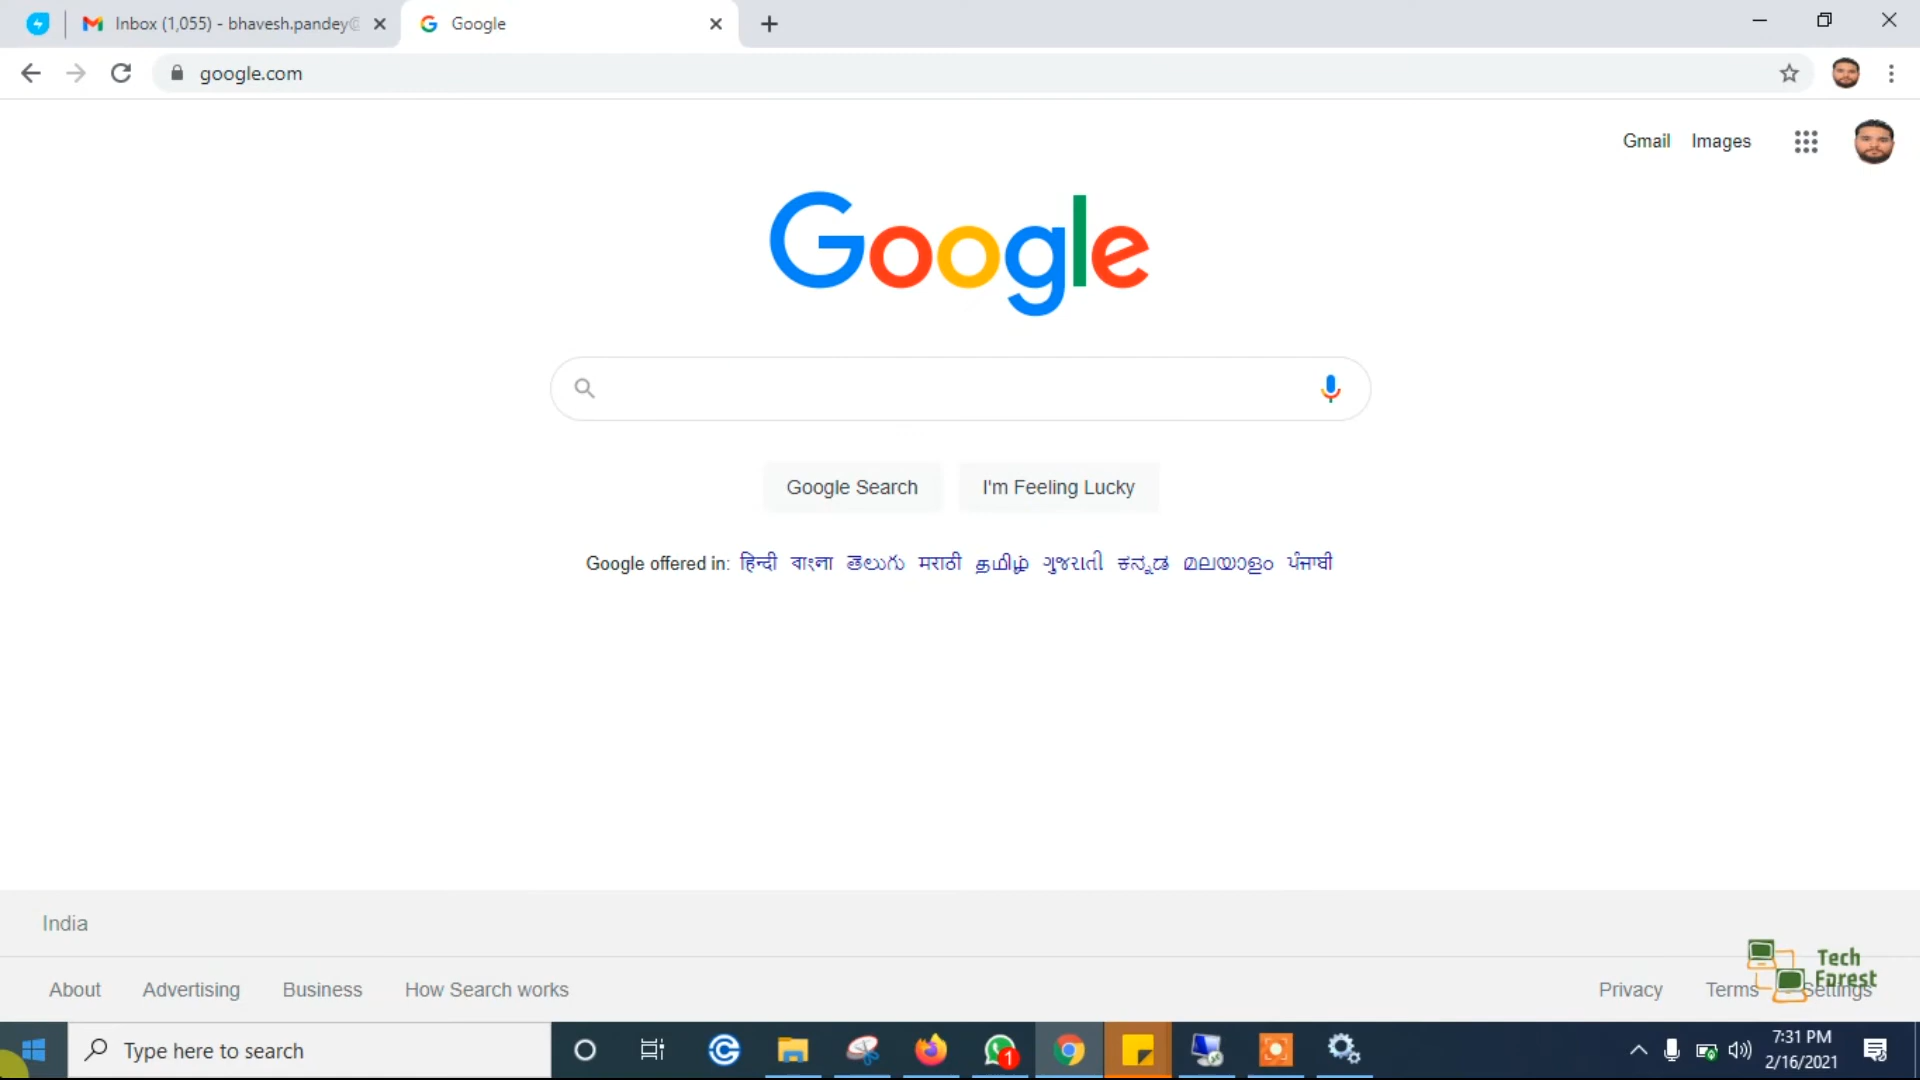 Inbox (1,055) - bhavesh.pandey@
Google
google.com
Gmail Images
Google
Google Search I'm Feeling Lucky
Google offered in: हिन्दी বাংলা తెలుగు मराठी தமிழ் ગુજરાતી ಕನ್ನಡ മലയാളം ਪੰਜਾਬੀ
India
Tech
Forest
About Advertising Business How Search works
Privacy Terms Settings
Type here to search
1
7:31 PM
2/16/2021